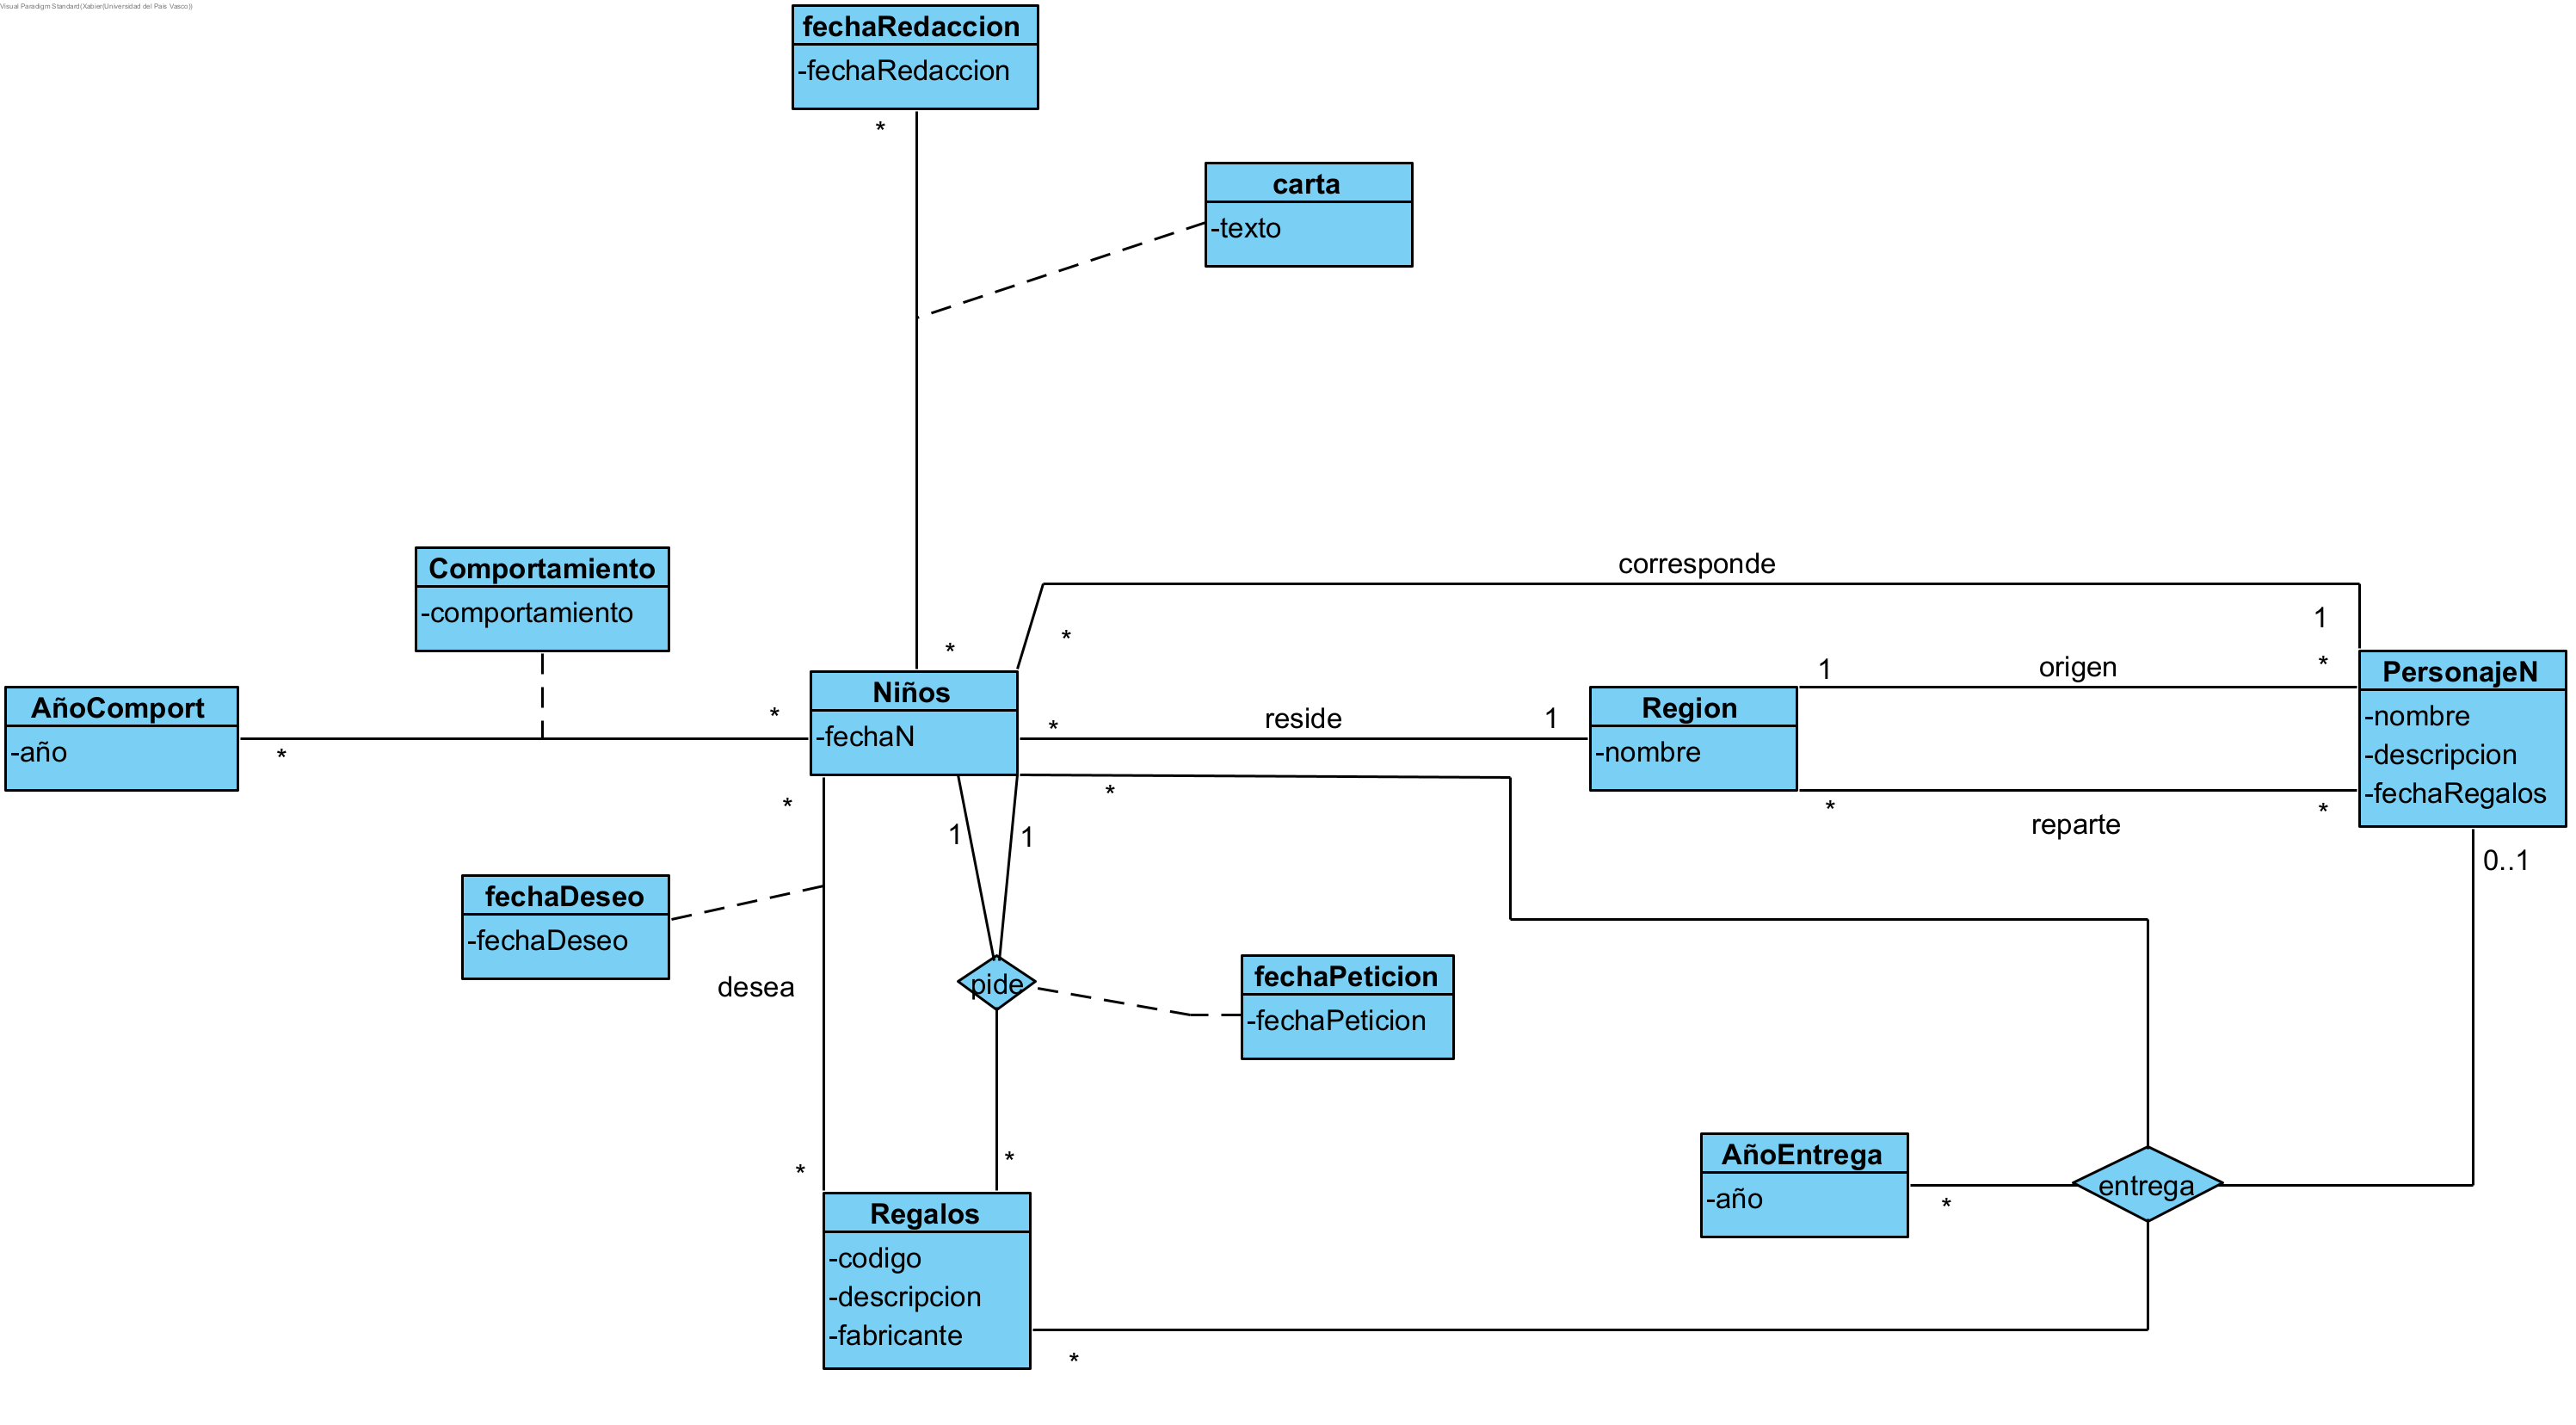 Visual Paradigm Standard(Xabier(Universidad del Pais Vasco))
fechaRedaccion
-fechaRedaccion
*
carta
-texto
Comportamiento
-comportamiento
corresponde
*
*
1
AñoComport
-año
*
*
Niños
-fechaN
*
reside
1
Region
-nombre
1
origen
*
PersonajeN
-nombre
-descripcion
-fechaRegalos
*
reparte
*
*
1
1
*
0..1
fechaDeseo
-fechaDeseo
desea
pide
fechaPeticion
-fechaPeticion
*
*
AñoEntrega
-año
*
entrega
Regalos
-codigo
-descripcion
-fabricante
*